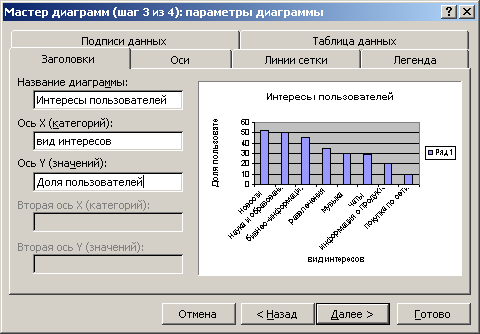 Мастер диаграмм (шаг 3 из 4): параметры диаграммы
Подписи данных
Таблица данных
Заголовки
Оси
Линии сетки
Легенда
Название диаграммы:
Интересы пользователей
Ось X (категорий):
вид интересов
Ось Y (значений):
Доля пользователей
Вторая ось X (категорий):
Вторая ось Y (значений):
Интересы пользователей
Доля пользовате
60
50
40
30
20
10
0
новости
наука и образован.
бизнес-информаци.
развлечения
музыка
чаты
информация о продукт.
покупка по сети.
вид интересов
Ряд1
Отмена
< Назад
Далее >
Готово